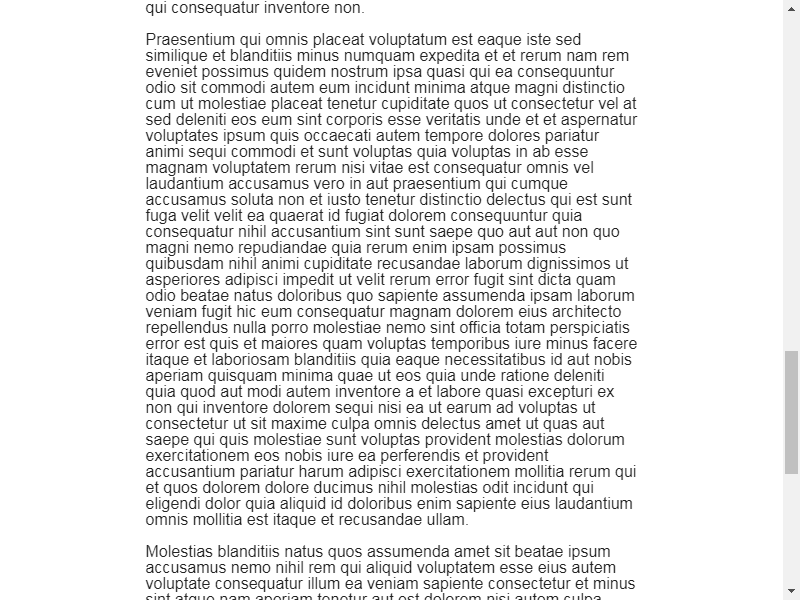 qui consequatur inventore non.
Praesentium qui omnis placeat voluptatum est eaque iste sed
similique et blanditiis minus numquam expedita et et rerum nam rem
eveniet possimus quidem nostrum ipsa quasi qui ea consequuntur
odio sit commodi autem eum incidunt minima atque magni distinctio
cum ut molestiae placeat tenetur cupiditate quos ut consectetur vel at
sed deleniti eos eum sint corporis esse veritatis unde et et aspernatur
voluptates ipsum quis occaecati autem tempore dolores pariatur
animi sequi commodi et sunt voluptas quia voluptas in ab esse
magnam voluptatem rerum nisi vitae est consequatur omnis vel
laudantium accusamus vero in aut praesentium qui cumque
accusamus soluta non et iusto tenetur distinctio delectus qui est sunt
fuga velit velit ea quaerat id fugiat dolorem consequuntur quia
consequatur nihil accusantium sint sunt saepe quo aut aut non quo
magni nemo repudiandae quia rerum enim ipsam possimus
quibusdam nihil animi cupiditate recusandae laborum dignissimos ut
asperiores adipisci impedit ut velit rerum error fugit sint dicta quam
odio beatae natus doloribus quo sapiente assumenda ipsam laborum
veniam fugit hic eum consequatur magnam dolorem eius architecto
repellendus nulla porro molestiae nemo sint officia totam perspiciatis
error est quis et maiores quam voluptas temporibus iure minus facere
itaque et laboriosam blanditiis quia eaque necessitatibus id aut nobis
aperiam quisquam minima quae ut eos quia unde ratione deleniti
quia quod aut modi autem inventore a et labore quasi excepturi ex
non qui inventore dolorem sequi nisi ea ut earum ad voluptas ut
consectetur ut sit maxime culpa omnis delectus amet ut quas aut
saepe qui quis molestiae sunt voluptas provident molestias dolorum
exercitationem eos nobis iure ea perferendis et provident
accusantium pariatur harum adipisci exercitationem mollitia rerum qui
et quos dolorem dolore ducimus nihil molestias odit incidunt qui
eligendi dolor quia aliquid id doloribus enim sapiente eius laudantium
omnis mollitia est itaque et recusandae ullam.
Molestias blanditiis natus quos assumenda amet sit beatae ipsum
accusamus nemo nihil rem qui aliquid voluptatem esse eius autem
voluptate consequatur illum ea veniam sapiente consectetur et minus
sint atque nam aperiam tenetur aut est dolorem nisi autem culpa